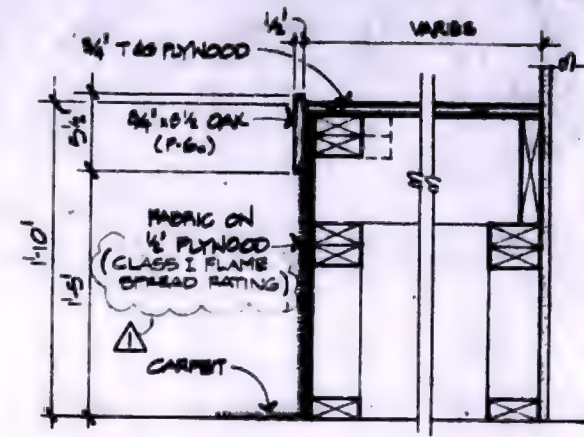 1/2"
VARIES
3/4" T&G PLYWOOD
3/4"x5 1/2 OAK
5 1/2"
FABRIC ON
1/2" PLYWOOD
(CLASS I FLAME
SPREAD RATING)
1'-10"
1'-5"
1
CARPET